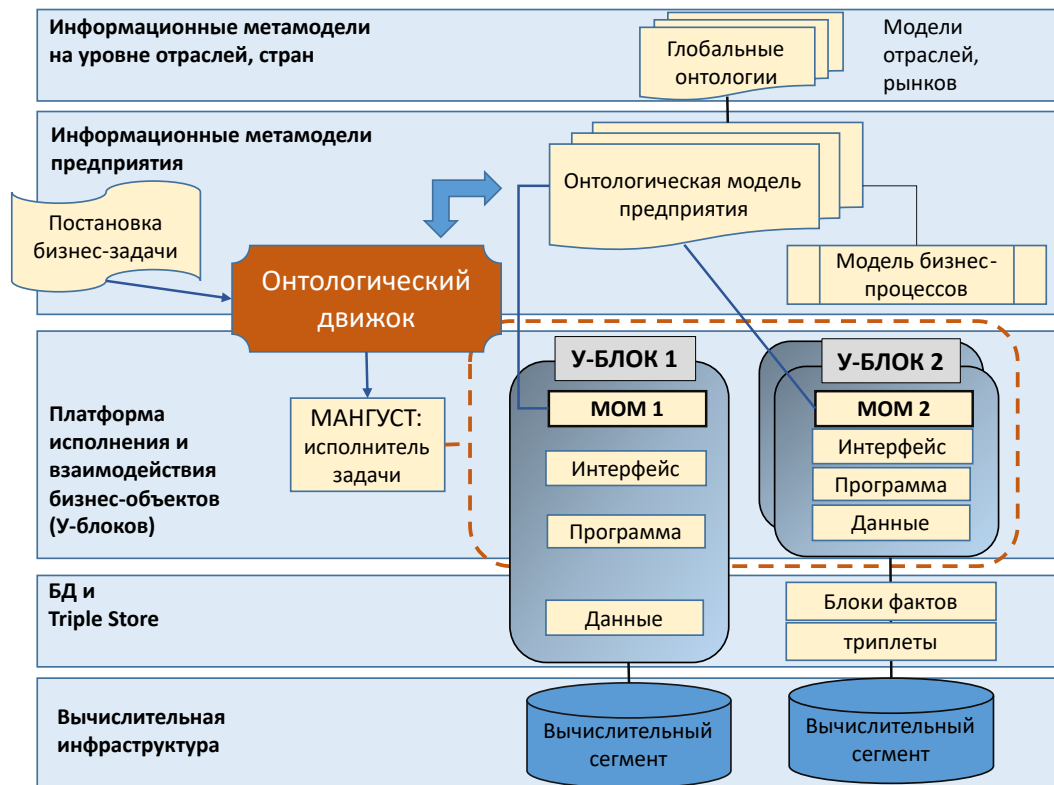 Информационные метамодели
на уровне отраслей, стран
Глобальные
онтологии
Модели
отраслей,
рынков
Информационные метамодели
предприятия
Постановка
бизнес-задачи
Онтологическая модель
предприятия
Модель бизнес-
процессов
Онтологический
движок
Платформа
исполнения и
взаимодействия
бизнес-объектов
(У-блоков)
МАНГУСТ:
исполнитель
задачи
У-БЛОК 1
МОМ 1
Интерфейс
Программа
Данные
У-БЛОК 2
МОМ 2
Интерфейс
Программа
Данные
БД и
Triple Store
Блоки фактов
триплеты
Вычислительная
инфраструктура
Вычислительный
сегмент
Вычислительный
сегмент